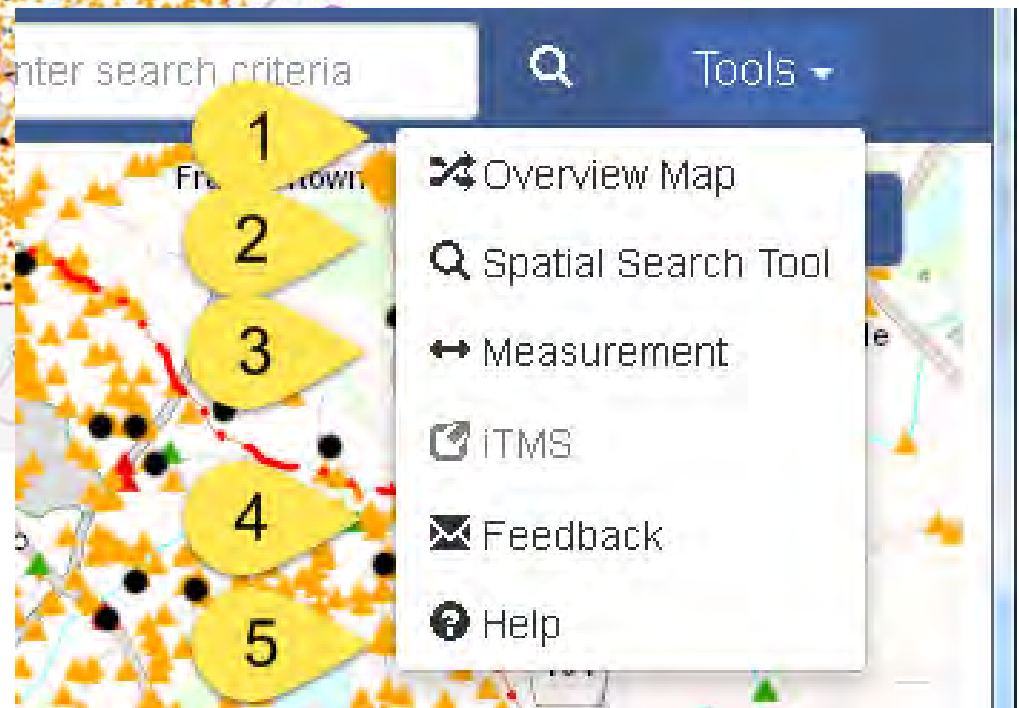 nter search criteria
Tools
1
Overview Map
2
Spatial Search Tool
3
Measurement
iTMS
4
Feedback
5
Help